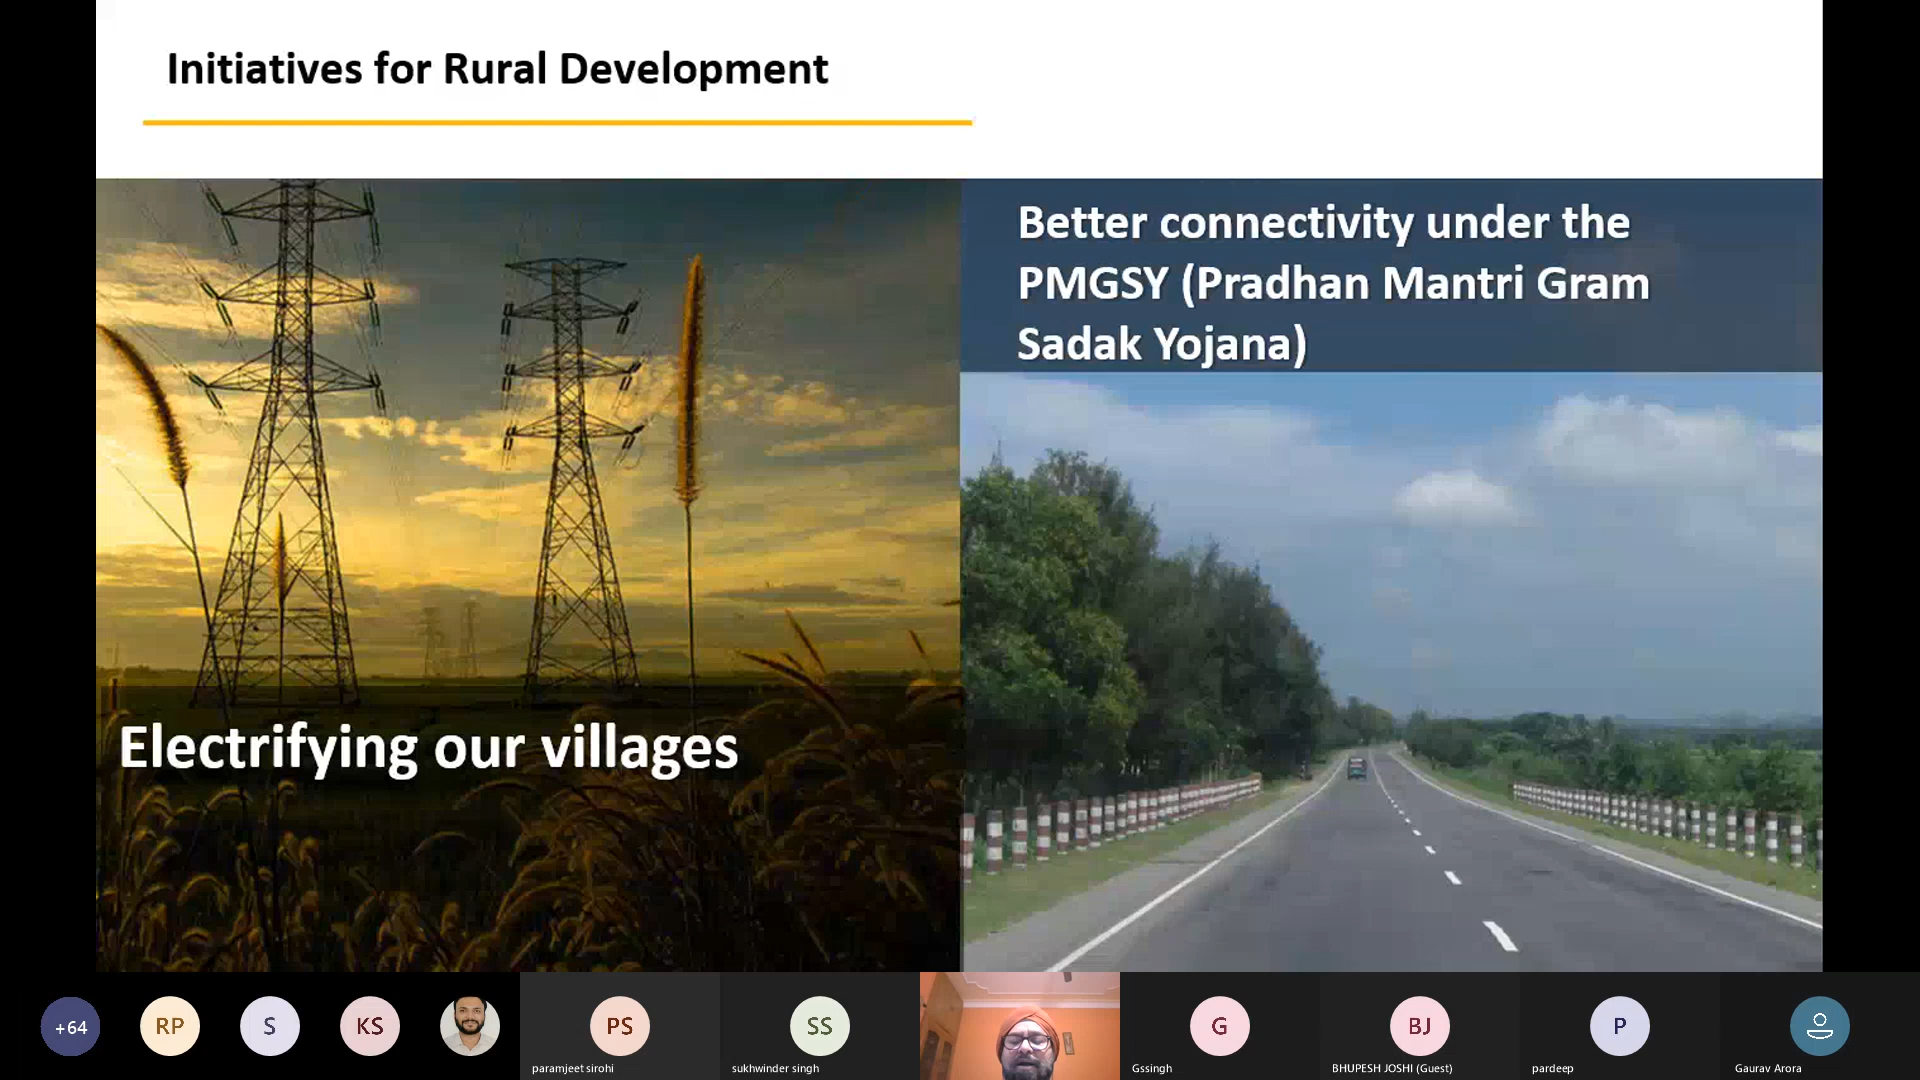 Initiatives for Rural Development
Better connectivity under the
PMGSY (Pradhan Mantri Gram
Sadak Yojana)
Electrifying our villages
+64
RP
S
KS
PS
SS
G
BJ
P
paramjeet sirohi
sukhwinder singh
Gssingh
BHUPESH JOSHI (Guest)
pardeep
Gaurav Arora